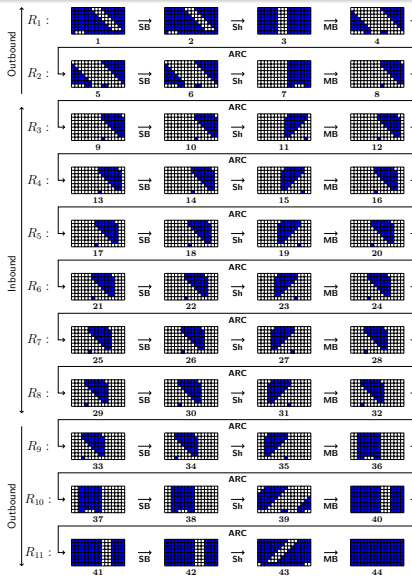 R1 : SB Sh MB
1 2 3 4
ARC
R2 : SB Sh MB
5 6 7 8
ARC
R3 : SB Sh MB
9 10 11 12
ARC
R4 : SB Sh MB
13 14 15 16
ARC
R5 : SB Sh MB
17 18 19 20
ARC
R6 : SB Sh MB
21 22 23 24
ARC
R7 : SB Sh MB
25 26 27 28
ARC
R8 : SB Sh MB
29 30 31 32
ARC
R9 : SB Sh MB
33 34 35 36
ARC
R10 : SB Sh MB
37 38 39 40
ARC
R11 : SB Sh MB
41 42 43 44
Outbound
Inbound
Outbound